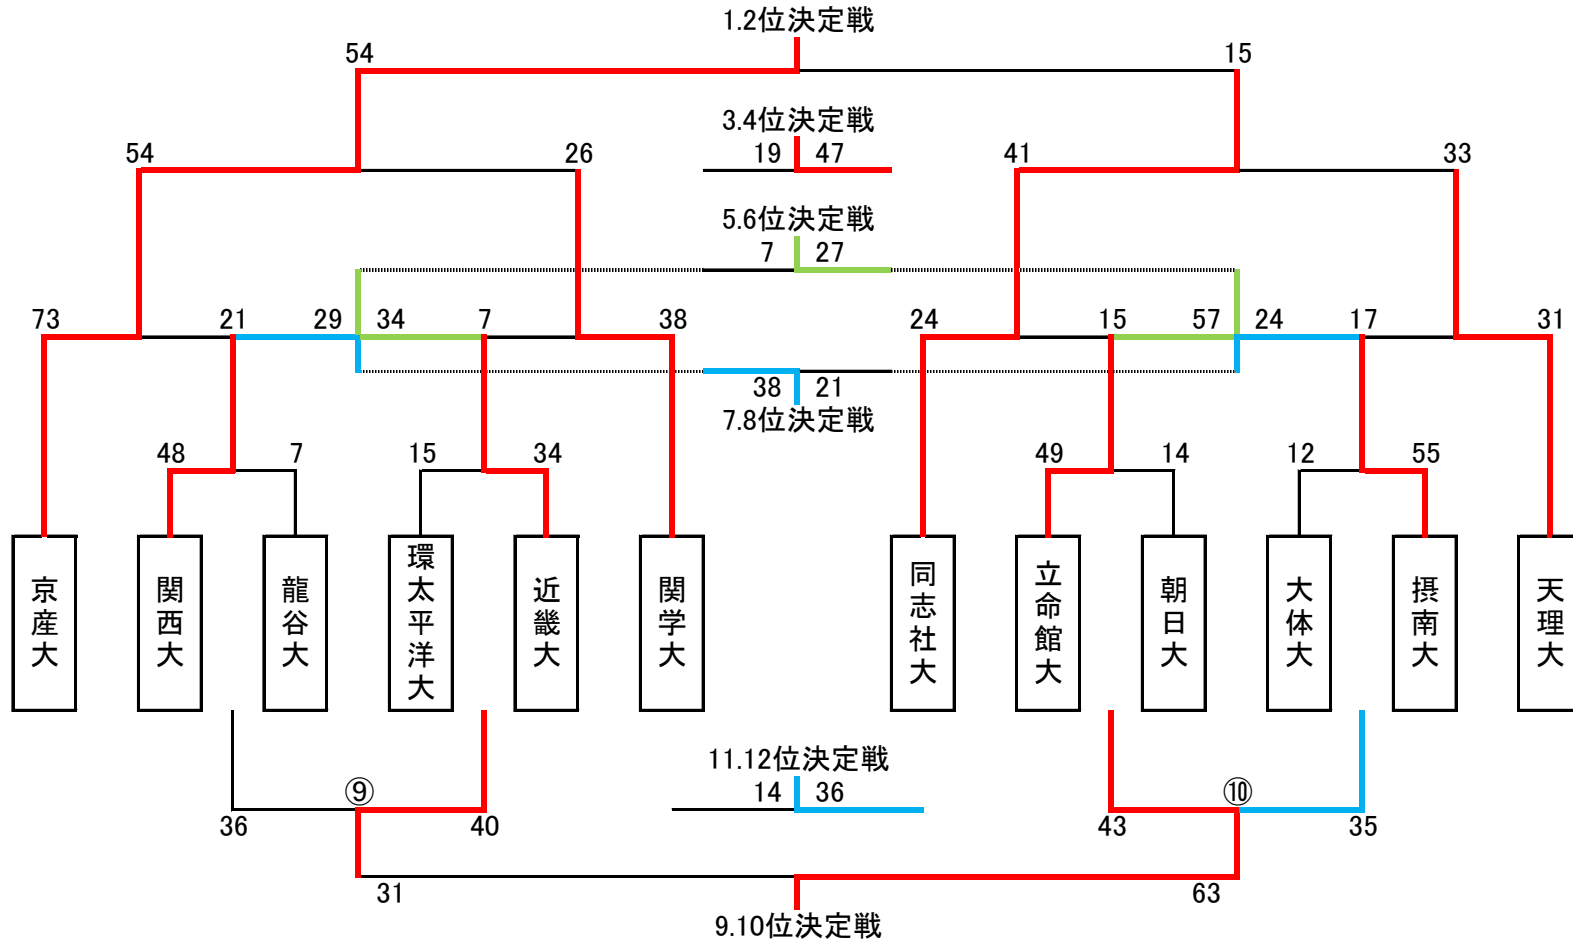 1.2位決定戦
54 15
3.4位決定戦
54 26 19 47 41 33
5.6位決定戦
7 27
73 21 29 34 7 38 24 15 57 24 17 31
38 21
7.8位決定戦
48 7 15 34 49 14 12 55
京産大
関西大
龍谷大
環太平洋大
近畿大
関学大
同志社大
立命館大
朝日大
大体大
摂南大
天理大
11.12位決定戦
⑨ 14 36 ⑩
36 40 43 35
31 63
9.10位決定戦